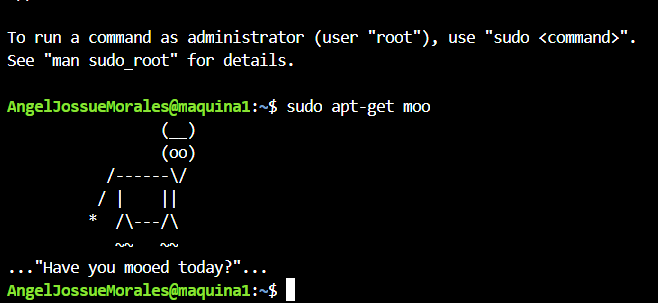 To run a command as administrator (user "root"), use "sudo <command>".
See "man sudo_root" for details.
AngelJossueMorales@maquina1:~$ sudo apt-get moo
                 (__)
                 (oo)
           /------\/
          / |    ||
         *  /\---/\
            ~~   ~~
..."Have you mooed today?"...
AngelJossueMorales@maquina1:~$